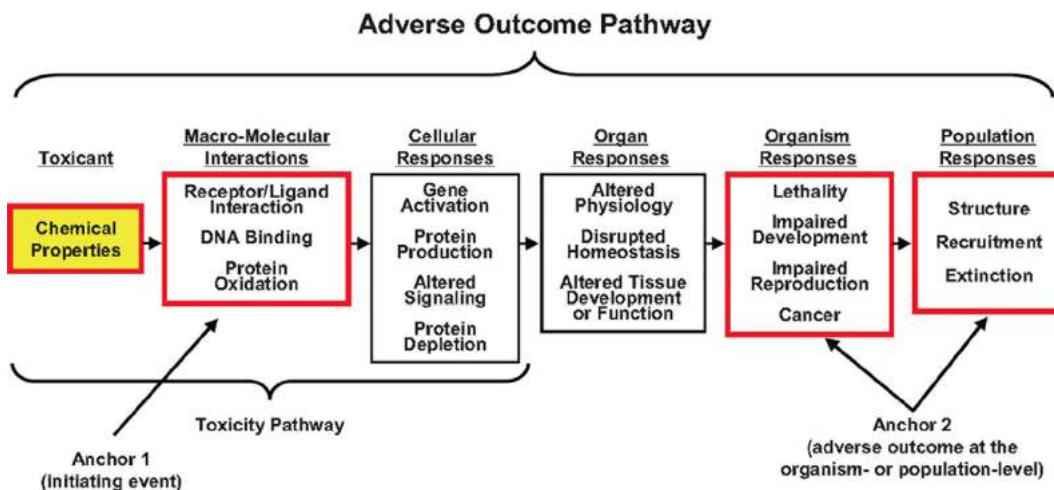 Adverse Outcome Pathway
Toxicant
Macro-Molecular
Interactions
Cellular
Responses
Organ
Responses
Organism
Responses
Population
Responses
Chemical
Properties
Receptor/Ligand
Interaction
DNA Binding
Protein
Oxidation
Gene
Activation
Protein
Production
Altered
Signaling
Protein
Depletion
Altered
Physiology
Disrupted
Homeostasis
Altered Tissue
Development
or Function
Lethality
Impaired
Development
Impaired
Reproduction
Cancer
Structure
Recruitment
Extinction
Toxicity Pathway
Anchor 1
(initiating event)
Anchor 2
(adverse outcome at the
organism- or population-level)